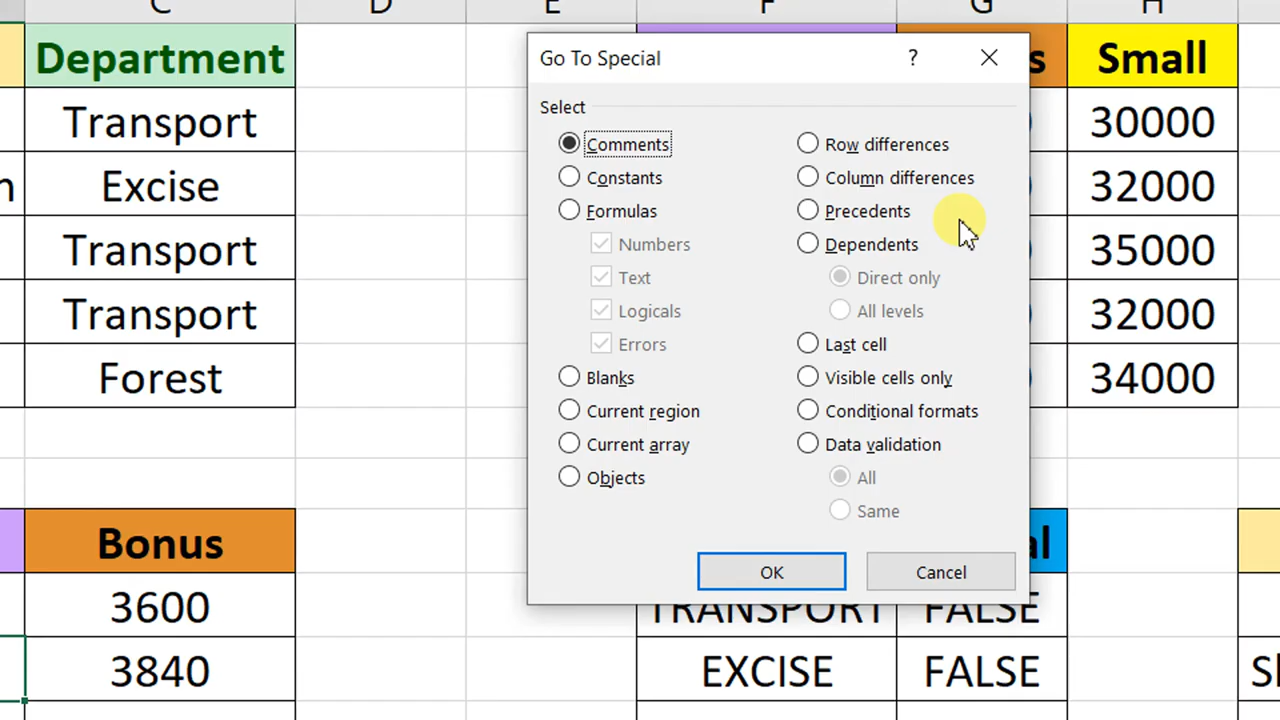 C D E F G H
Department Small
Transport 30000
Excise 32000
Transport 35000
Transport 32000
Forest 34000
Go To Special ?
Select
Comments
Constants
Formulas
Numbers
Text
Logicals
Errors
Blanks
Current region
Current array
Objects
Row differences
Column differences
Precedents
Dependents
Direct only
All levels
Last cell
Visible cells only
Conditional formats
Data validation
All
Same
OK Cancel
Bonus
3600 TRANSPORT FALSE
3840 EXCISE FALSE